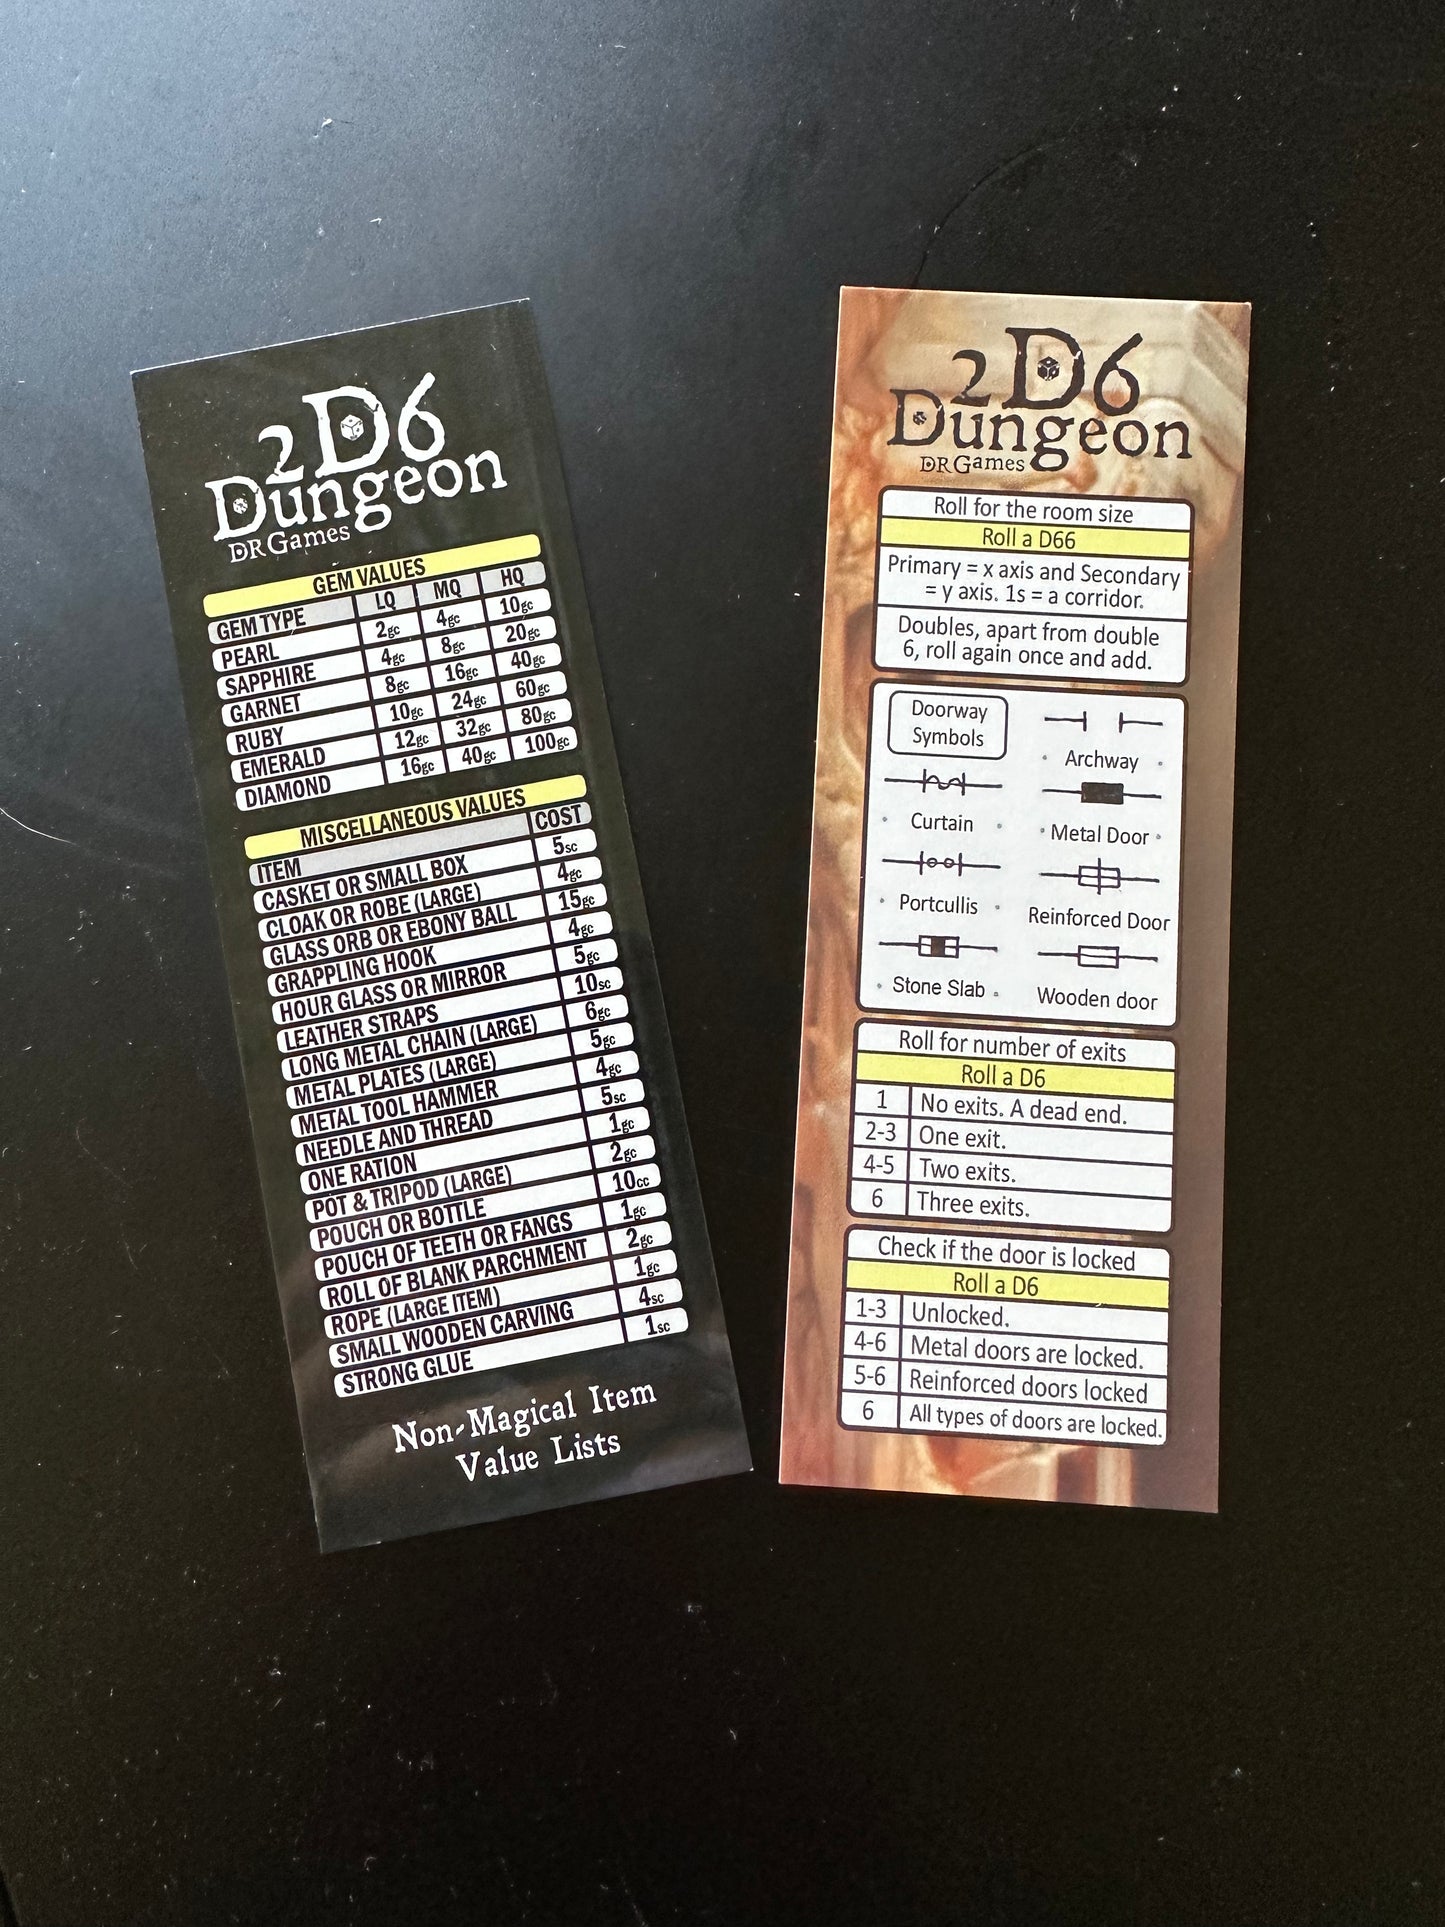 2D6
Dungeon
DR Games
GEM VALUES
GEM TYPE LQ MQ HQ
PEARL 2gc 4gc 10gc
SAPPHIRE 4gc 8gc 20gc
GARNET 8gc 16gc 40gc
RUBY 10gc 24gc 60gc
EMERALD 12gc 32gc 80gc
DIAMOND 16gc 40gc 100gc
MISCELLANEOUS VALUES
ITEM COST
CASKET OR SMALL BOX 5sc
CLOAK OR ROBE (LARGE) 4gc
GLASS ORB OR EBONY BALL 15gc
GRAPPLING HOOK 4gc
HOUR GLASS OR MIRROR 5gc
LEATHER STRAPS 10sc
LONG METAL CHAIN (LARGE) 6gc
METAL PLATES (LARGE) 5gc
METAL TOOL HAMMER 4gc
NEEDLE AND THREAD 5sc
ONE RATION 1gc
POT & TRIPOD (LARGE) 2gc
POUCH OR BOTTLE 10cc
POUCH OF TEETH OR FANGS 1gc
ROLL OF BLANK PARCHMENT 2gc
ROPE (LARGE ITEM) 1gc
SMALL WOODEN CARVING 4sc
STRONG GLUE 1sc
Non-Magical Item
Value Lists
2D6
Dungeon
DR Games
Roll for the room size
Roll a D66
Primary = x axis and Secondary
= y axis. 1s = a corridor.
Doubles, apart from double
6, roll again once and add.
Doorway
Symbols
Archway
Curtain
Metal Door
Portcullis
Reinforced Door
Stone Slab
Wooden door
Roll for number of exits
Roll a D6
1 No exits. A dead end.
2-3 One exit.
4-5 Two exits.
6 Three exits.
Check if the door is locked
Roll a D6
1-3 Unlocked.
4-6 Metal doors are locked.
5-6 Reinforced doors locked
6 All types of doors are locked.